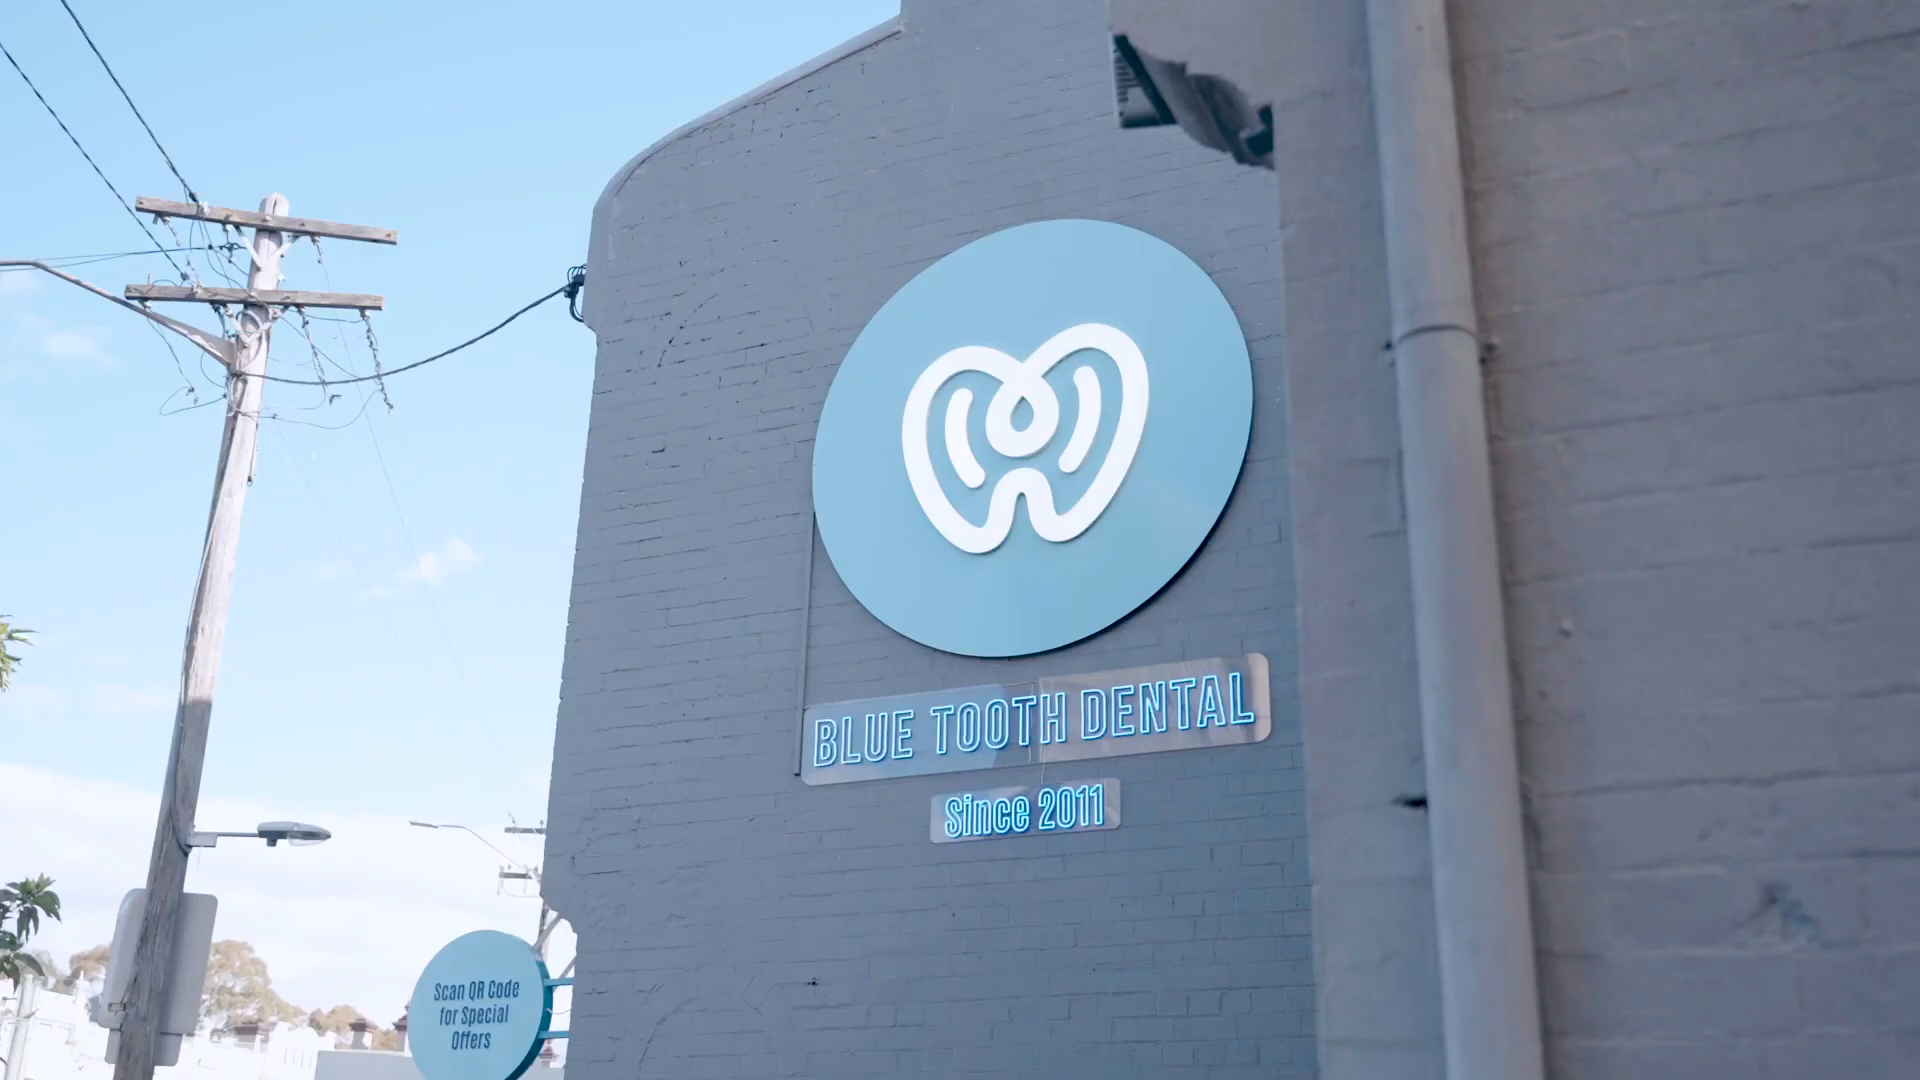 BLUE TOOTH DENTAL
Since 2011
Scan QR Code
for Special
Offers